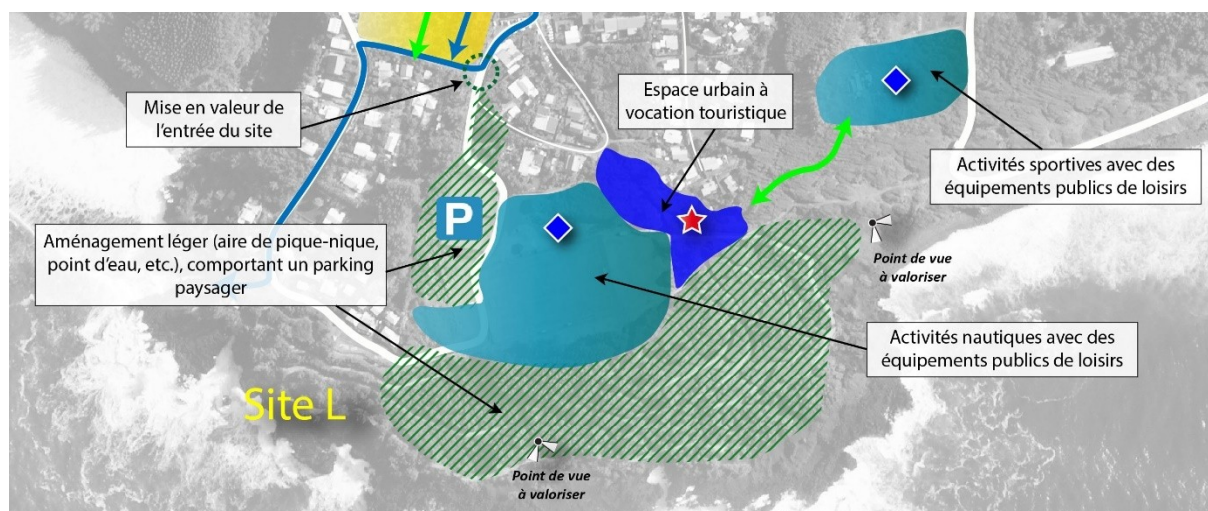 Mise en valeur de
l'entrée du site
Espace urbain à
vocation touristique
Activités sportives avec des
équipements publics de loisirs
P
Aménagement léger (aire de pique-nique,
point d'eau, etc.), comportant un parking
paysager
Point de vue
à valoriser
Activités nautiques avec des
équipements publics de loisirs
Site L
Point de vue
à valoriser